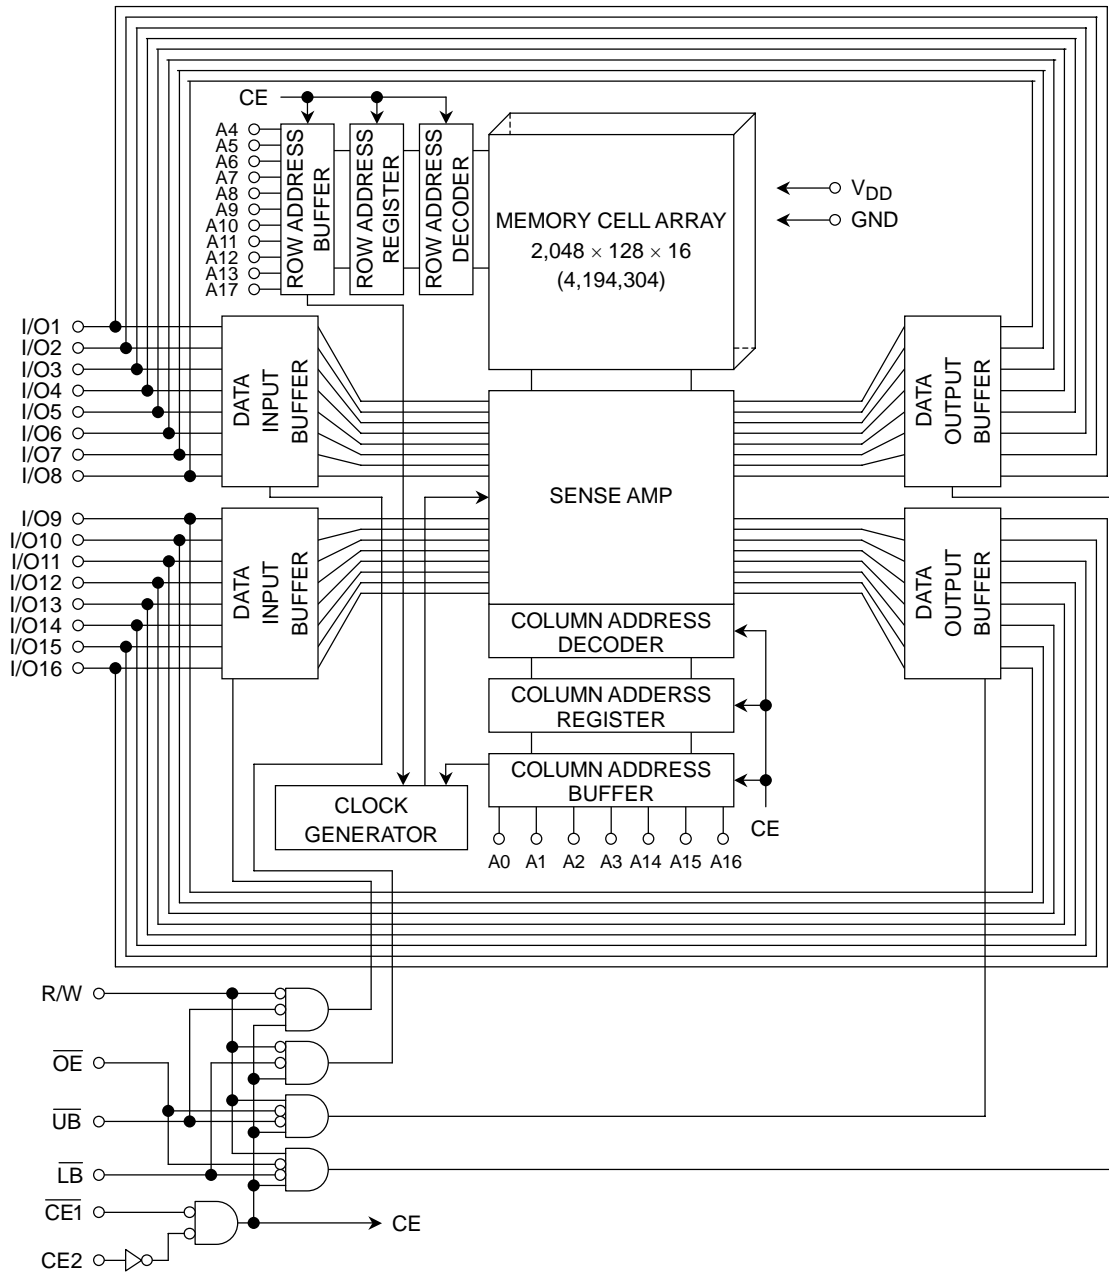 CE
A4
A5
A6
A7
A8
A9
A10
A11
A12
A13
A17
ROW ADDRESS
BUFFER
ROW ADDRESS
REGISTER
ROW ADDRESS
DECODER
MEMORY CELL ARRAY
2,048 × 128 × 16
(4,194,304)
VDD
GND
I/O1
I/O2
I/O3
I/O4
I/O5
I/O6
I/O7
I/O8
DATA
INPUT
BUFFER
SENSE AMP
DATA
OUTPUT
BUFFER
I/O9
I/O10
I/O11
I/O12
I/O13
I/O14
I/O15
I/O16
DATA
INPUT
BUFFER
DATA
OUTPUT
BUFFER
COLUMN ADDRESS
DECODER
COLUMN ADDERSS
REGISTER
COLUMN ADDRESS
BUFFER
CLOCK
GENERATOR
CE
A0 A1 A2 A3 A14 A15 A16
R/W
O̅E̅
U̅B̅
L̅B̅
C̅E̅1̅
CE
CE2